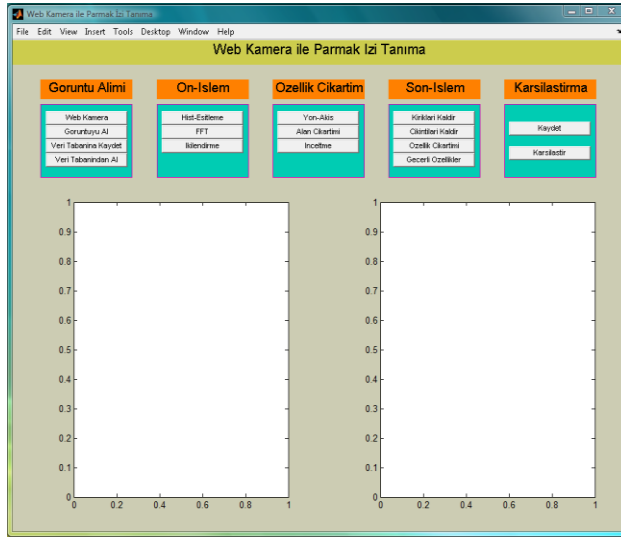 Web Kamera ile Parmak Izi Tanıma
File Edit View Insert Tools Desktop Window Help
Web Kamera ile Parmak Izi Tanima
Goruntu Alimi
Web Kamera
Goruntuyu Al
Veri Tabanina Kaydet
Veri Tabanindan Al
On-Islem
Hist-Esitleme
FFT
Ikilendirme
Ozellik Cikartim
Yon-Akis
Alan Cikartimi
Inceltme
Son-Islem
Kiriklari Kaldir
Cikintilari Kaldir
Ozellik Cikartimi
Gecerli Ozellikler
Karsilastirma
Kaydet
Karsilastir
1
0.9
0.8
0.7
0.6
0.5
0.4
0.3
0.2
0.1
0
0 0.2 0.4 0.6 0.8 1
1
0.9
0.8
0.7
0.6
0.5
0.4
0.3
0.2
0.1
0
0 0.2 0.4 0.6 0.8 1